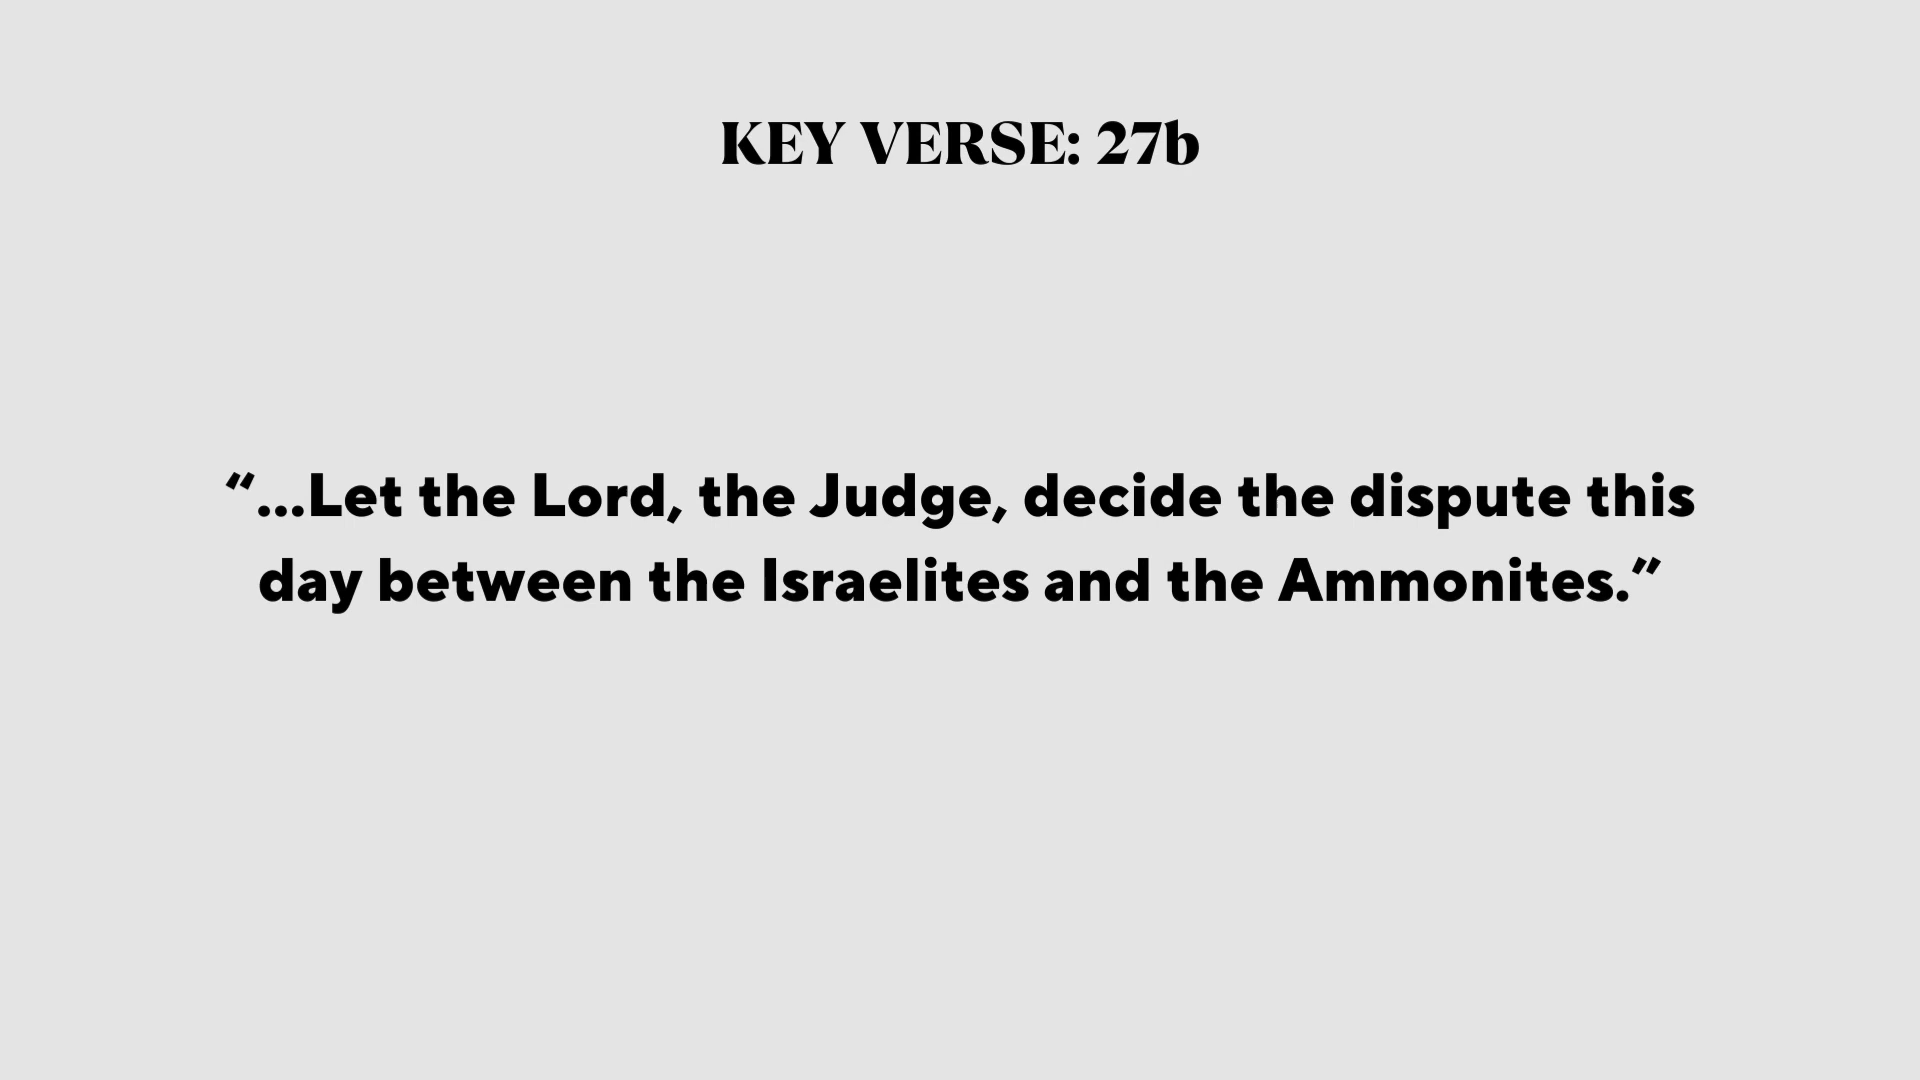 KEY VERSE: 27b
“...Let the Lord, the Judge, decide the dispute this
day between the Israelites and the Ammonites.”